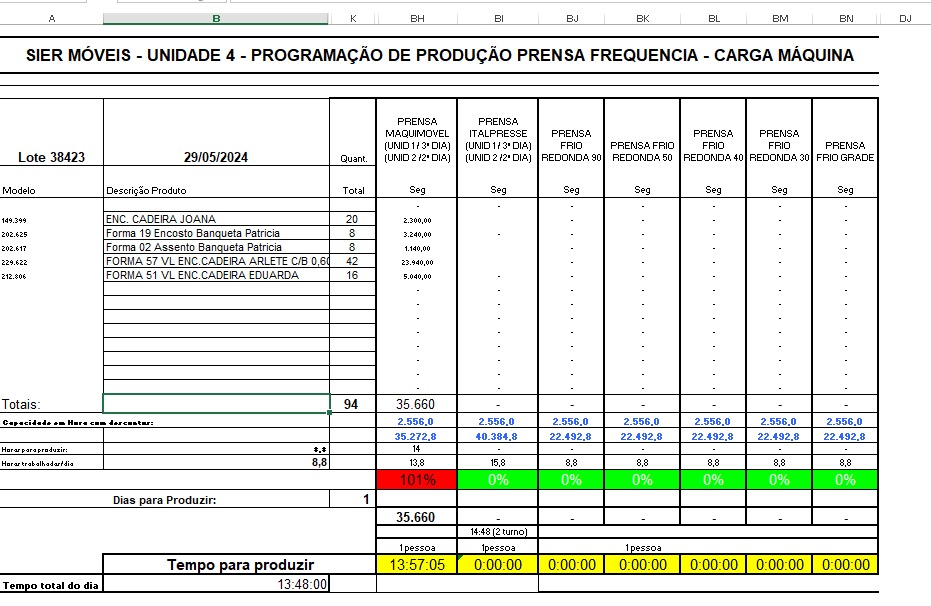 A B K BH BI BJ BK BL BM BN DJ
SIER MÓVEIS - UNIDADE 4 - PROGRAMAÇÃO DE PRODUÇÃO PRENSA FREQUENCIA - CARGA MÁQUINA
Lote 38423 29/05/2024 Quant. PRENSA MAQUIMOVEL (UNID 1 / 3ª DIA) (UNID 2 /2ª DIA) PRENSA ITALPRESSE (UNID 1 / 3ª DIA) (UNID 2 /2ª DIA) PRENSA FRIO REDONDA 90 PRENSA FRIO REDONDA 50 PRENSA FRIO REDONDA 40 PRENSA FRIO REDONDA 30 PRENSA FRIO GRADE
Modelo Descrição Produto Total Seg Seg Seg Seg Seg Seg Seg
- - - - - - -
149.399 ENC. CADEIRA JOANA 20 2.300,00 - - - - -
202.625 Forma 19 Encosto Banqueta Patricia 8 3.240,00 - - - - - -
202.617 Forma 02 Assento Banqueta Patricia 8 1.140,00 - - - - -
229.622 FORMA 57 VL ENC.CADEIRA ARLETE C/B 0,60 42 23.940,00 - - - - -
212.806 FORMA 51 VL ENC.CADEIRA EDUARDA 16 5.040,00 - - - - - -
- - - - - - -
- - - - - - -
- - - - - - -
- - - - - - -
- - - - - - -
- - - - - - -
- - - - - - -
- - - - - - -
Totais: 94 35.660 - - - - - -
Capacidade em Hora com descontos: 2.556,0 2.556,0 2.556,0 2.556,0 2.556,0 2.556,0 2.556,0
35.272,8 40.384,8 22.492,8 22.492,8 22.492,8 22.492,8 22.492,8
Horas para produzir: 14 - - - - - -
Horas trabalhadas/dia 8,8 13,8 15,8 8,8 8,8 8,8 8,8 8,8
101% 0% 0% 0% 0% 0% 0%
Dias para Produzir: 1
35.660 - - - - - -
14:48 (2 turno)
1 pessoa 1pessoa 1 pessoa
Tempo para produzir 13:57:05 0:00:00 0:00:00 0:00:00 0:00:00 0:00:00 0:00:00
Tempo total do dia 13:48:00